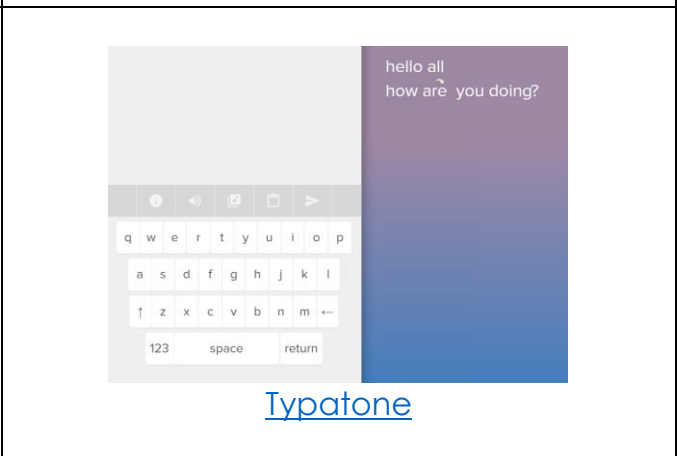 hello all
how are you doing?
q w e r t y u i o p
a s d f g h j k l
↑ z x c v b n m ←
123 space return
Typatone